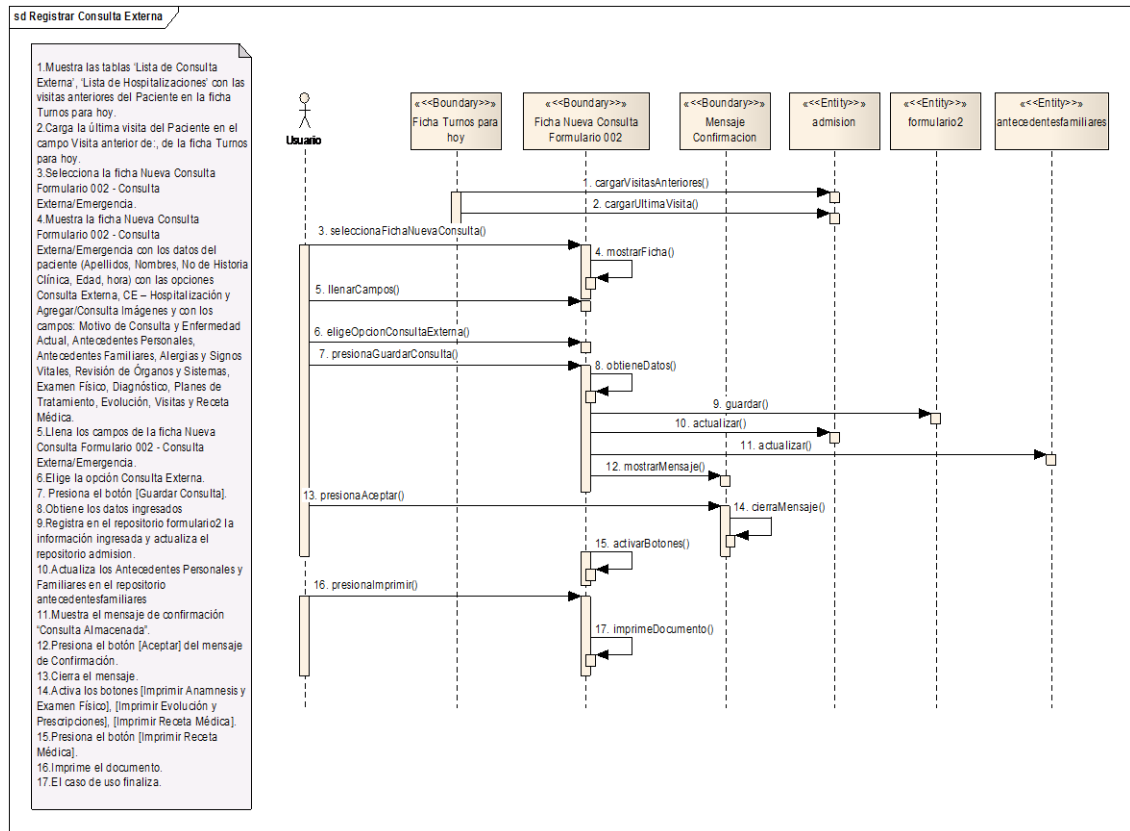 sd Registrar Consulta Externa
1.Muestra las tablas 'Lista de Consulta
Externa', 'Lista de Hospitalizaciones' con las
visitas anteriores del Paciente en la ficha
Turnos para hoy.
2.Carga la última visita del Paciente en el
campo Visita anterior de:, de la ficha Turnos
para hoy.
3.Selecciona la ficha Nueva Consulta
Formulario 002 - Consulta
Externa/Emergencia.
4.Muestra la ficha Nueva Consulta
Formulario 002 - Consulta
Externa/Emergencia con los datos del
paciente (Apellidos, Nombres, No de Historia
Clínica, Edad, hora) con las opciones
Consulta Externa, CE – Hospitalización y
Agregar/Consulta Imágenes y con los
campos: Motivo de Consulta y Enfermedad
Actual, Antecedentes Personales,
Antecedentes Familiares, Alergias y Signos
Vitales, Revisión de Órganos y Sistemas,
Examen Físico, Diagnóstico, Planes de
Tratamiento, Evolución, Visitas y Receta
Médica.
5.Llena los campos de la ficha Nueva
Consulta Formulario 002 - Consulta
Externa/Emergencia.
6.Elige la opción Consulta Externa.
7. Presiona el botón [Guardar Consulta].
8.Obtiene los datos ingresados
9.Registra en el repositorio formulario2 la
información ingresada y actualiza el
repositorio admision.
10.Actualiza los Antecedentes Personales y
Familiares en el repositorio
antecedentesfamiliares
11.Muestra el mensaje de confirmación
"Consulta Almacenada".
12.Presiona el botón [Aceptar] del mensaje
de Confirmación.
13.Cierra el mensaje.
14.Activa los botones [Imprimir Anamnesis y
Examen Físico], [Imprimir Evolución y
Prescripciones], [Imprimir Receta Médica].
15.Presiona el botón [Imprimir Receta
Médica].
16.Imprime el documento.
17.El caso de uso finaliza.
Usuario
«<<Boundary>>»
Ficha Turnos para
hoy
«<<Boundary>>»
Ficha Nueva Consulta
Formulario 002
«<<Boundary>>»
Mensaje
Confirmacion
«<<Entity>>»
admision
«<<Entity>>»
formulario2
«<<Entity>>»
antecedentesfamiliares
1. cargarVisitasAnteriores()
2. cargarUltimaVisita()
3. seleccionaFichaNuevaConsulta()
4. mostrarFicha()
5. llenarCampos()
6. eligeOpcionConsultaExterna()
7. presionaGuardarConsulta()
8. obtieneDatos()
9. guardar()
10. actualizar()
11. actualizar()
12. mostrarMensaje()
13. presionaAceptar()
14. cierraMensaje()
15. activarBotones()
16. presionaImprimir()
17. imprimeDocumento()